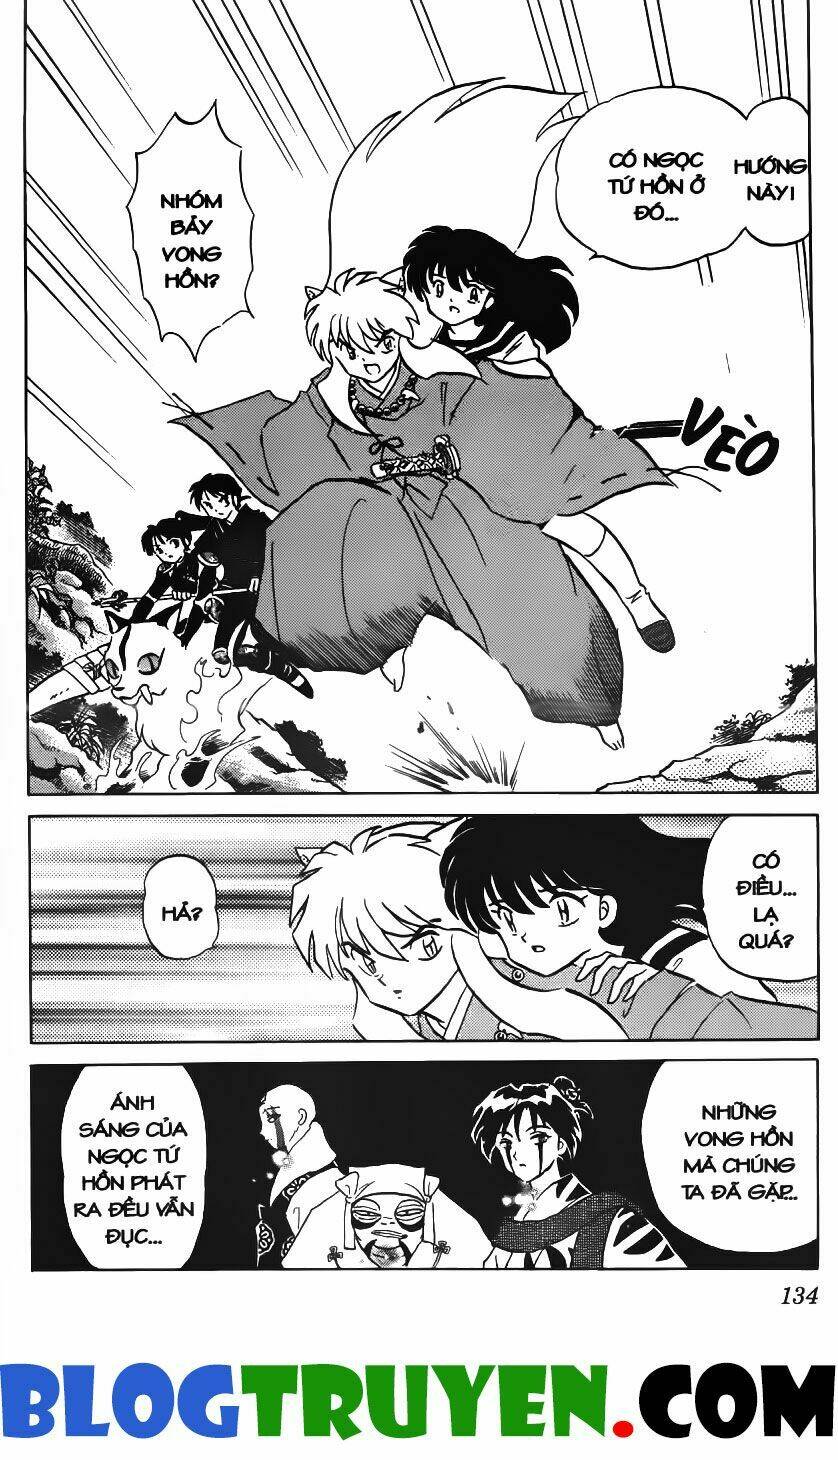 HƯỚNG
NÀY!
CÓ NGỌC
TỨ HỒN Ở
ĐÓ...
NHÓM
BẢY
VONG
HỒN?
VÈO
CÓ
ĐIỀU...
LẠ
QUÁ?
HẢ?
NHỮNG
VONG HỒN
MÀ CHÚNG
TA ĐÃ GẶP...
ÁNH
SÁNG CỦA
NGỌC TỨ
HỒN PHÁT
RA ĐỀU VẪN
ĐỤC...
134
BLOGTRUYEN.COM